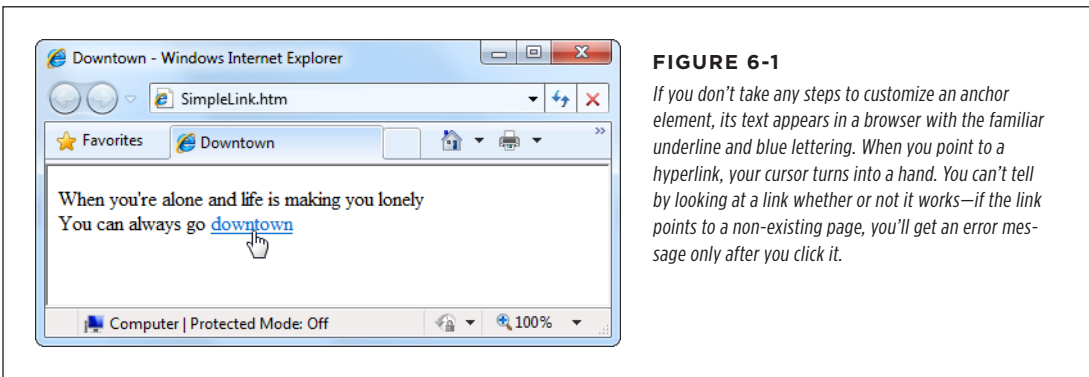 Downtown - Windows Internet Explorer
SimpleLink.htm
Favorites
Downtown
When you're alone and life is making you lonely
You can always go downtown
Computer | Protected Mode: Off
100%
FIGURE 6-1
If you don’t take any steps to customize an anchor
element, its text appears in a browser with the familiar
underline and blue lettering. When you point to a
hyperlink, your cursor turns into a hand. You can’t tell
by looking at a link whether or not it works—if the link
points to a non-existing page, you’ll get an error mes-
sage only after you click it.